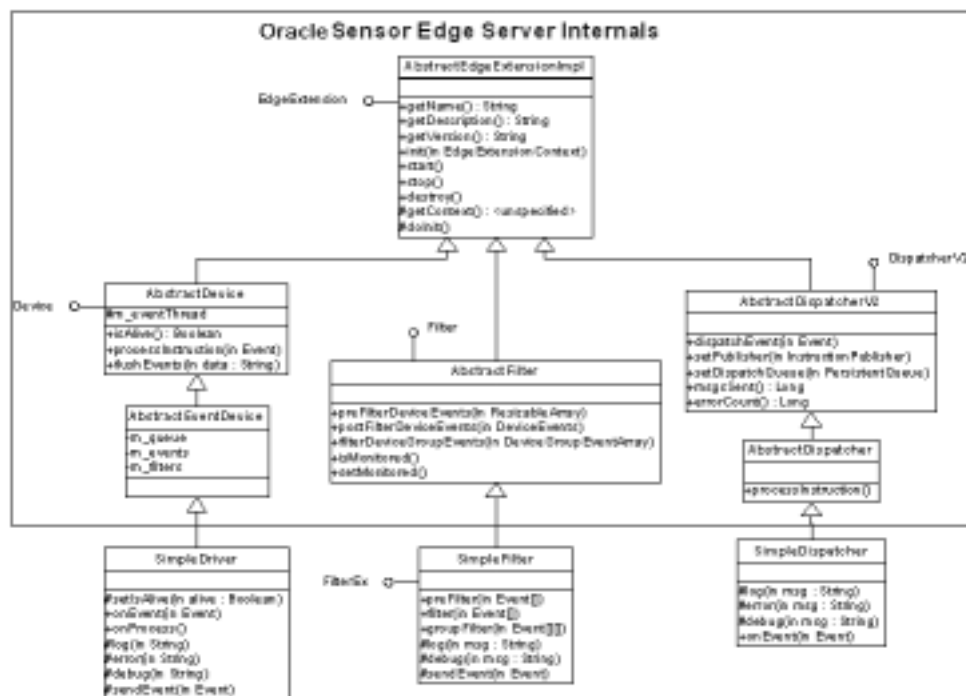 Oracle Sensor Edge Server Internals
AbstractEdgeExtensionImpl
EdgeExtension
+getName() : String
+getDescription() : String
+getVersion() : String
+init(in EdgeExtensionContext)
+start()
+stop()
+destroy()
#getContext() : <unspecified>
#doInit()
Device
AbstractDevice
#m_eventThread
+isAlive() : Boolean
+processInstruction(in Event)
+flushEvents(in data : String)
AbstractEventDevice
-m_queue
-m_events
-m_filters
Filter
AbstractFilter
+preFilterDeviceEvents(in ResizableArray)
+postFilterDeviceEvents(in DeviceEvents)
+filterDeviceGroupEvents(in DeviceGroupEventArray)
+isMonitored()
+setMonitored()
DispatcherV2
AbstractDispatcherV2
+dispatchEvent(in Event)
+setPublisher(in InstructionPublisher)
+setDispatchQueue(in PersistentQueue)
+msgsSent() : Long
+errorCount() : Long
AbstractDispatcher
+processInstruction()
SimpleDriver
#setIsAlive(in alive : Boolean)
+onEvent(in Event)
+onProcess()
#log(in String)
#error(in String)
#debug(in String)
#sendEvent(in Event)
FilterEx
SimpleFilter
+preFilter(in Event[])
+filter(in Event[])
+groupFilter(in Event[][])
#log(in msg : String)
#debug(in msg : String)
#sendEvent(in Event)
SimpleDispatcher
#log(in msg : String)
#error(in msg : String)
#debug(in msg : String)
+onEvent(in Event)